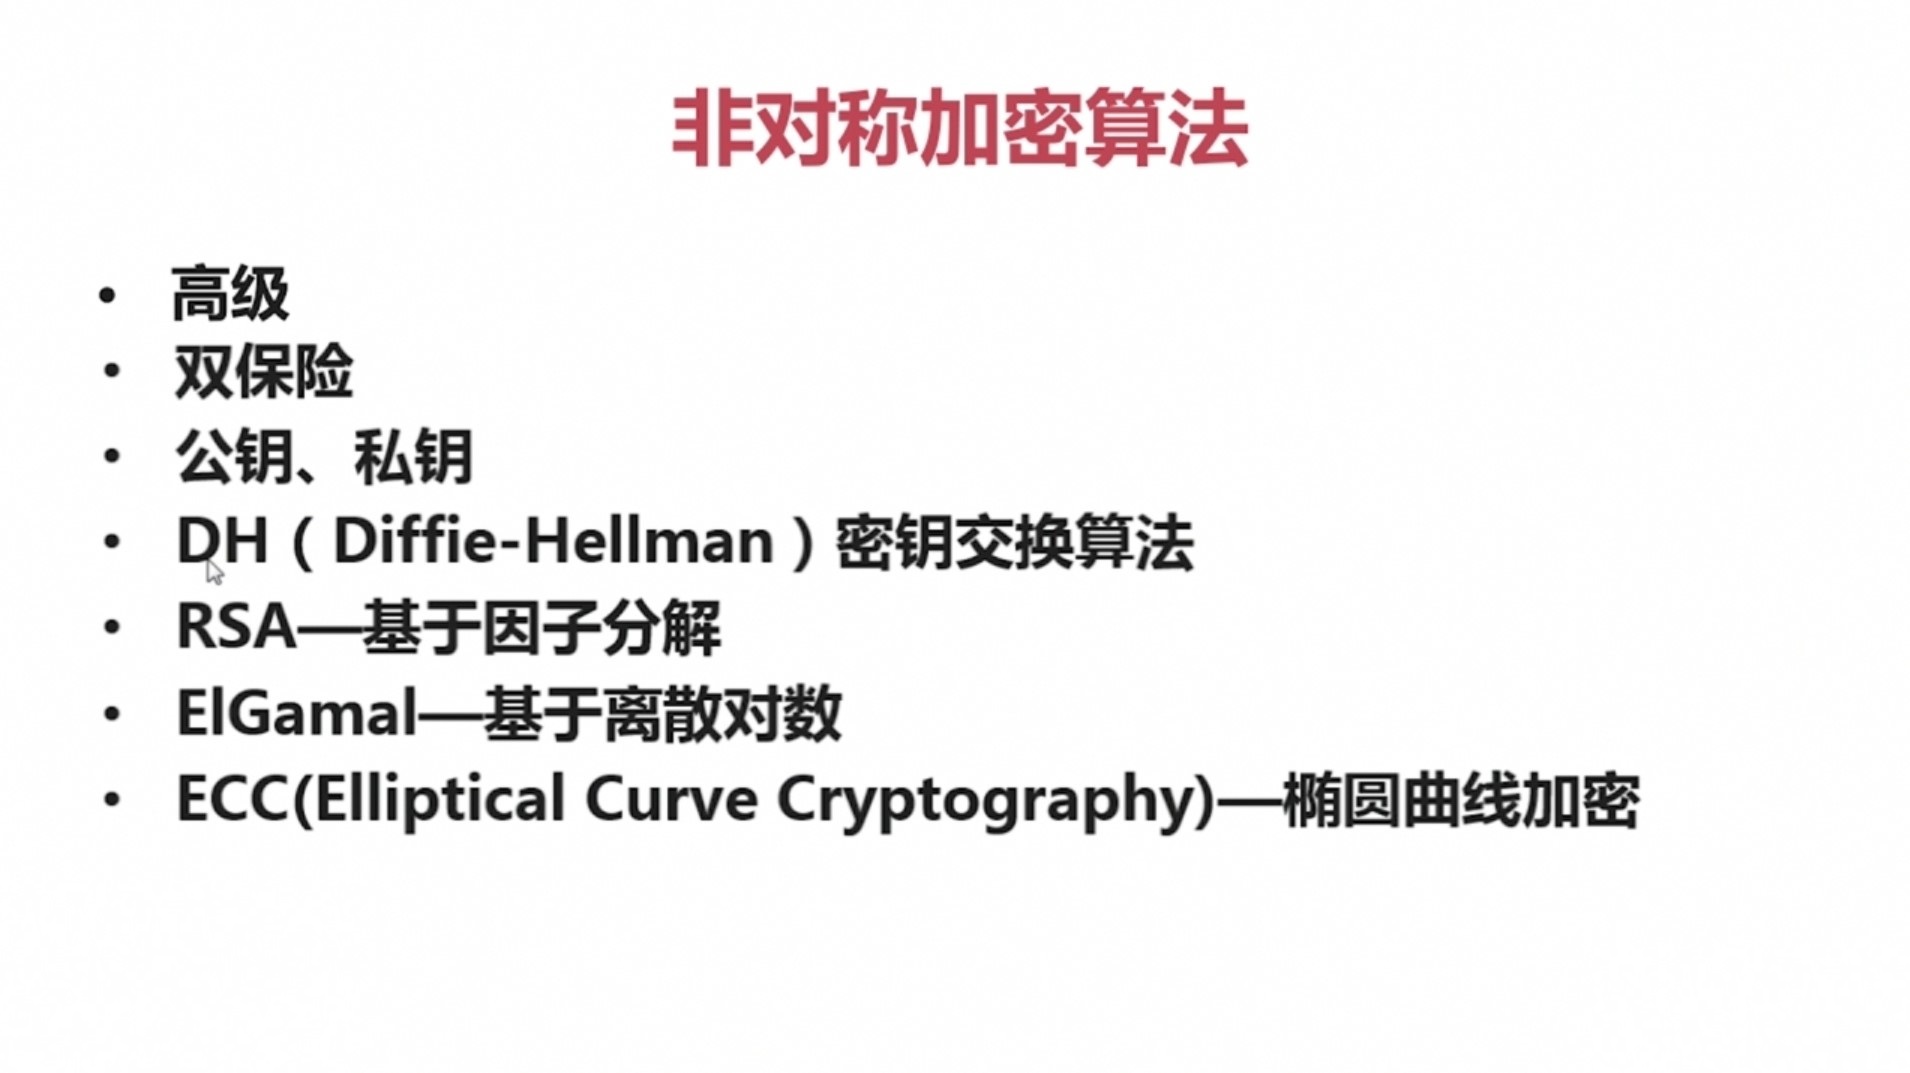 非对称加密算法
• 高级
• 双保险
• 公钥、私钥
• DH（Diffie-Hellman）密钥交换算法
• RSA—基于因子分解
• ElGamal—基于离散对数
• ECC(Elliptical Curve Cryptography)—椭圆曲线加密